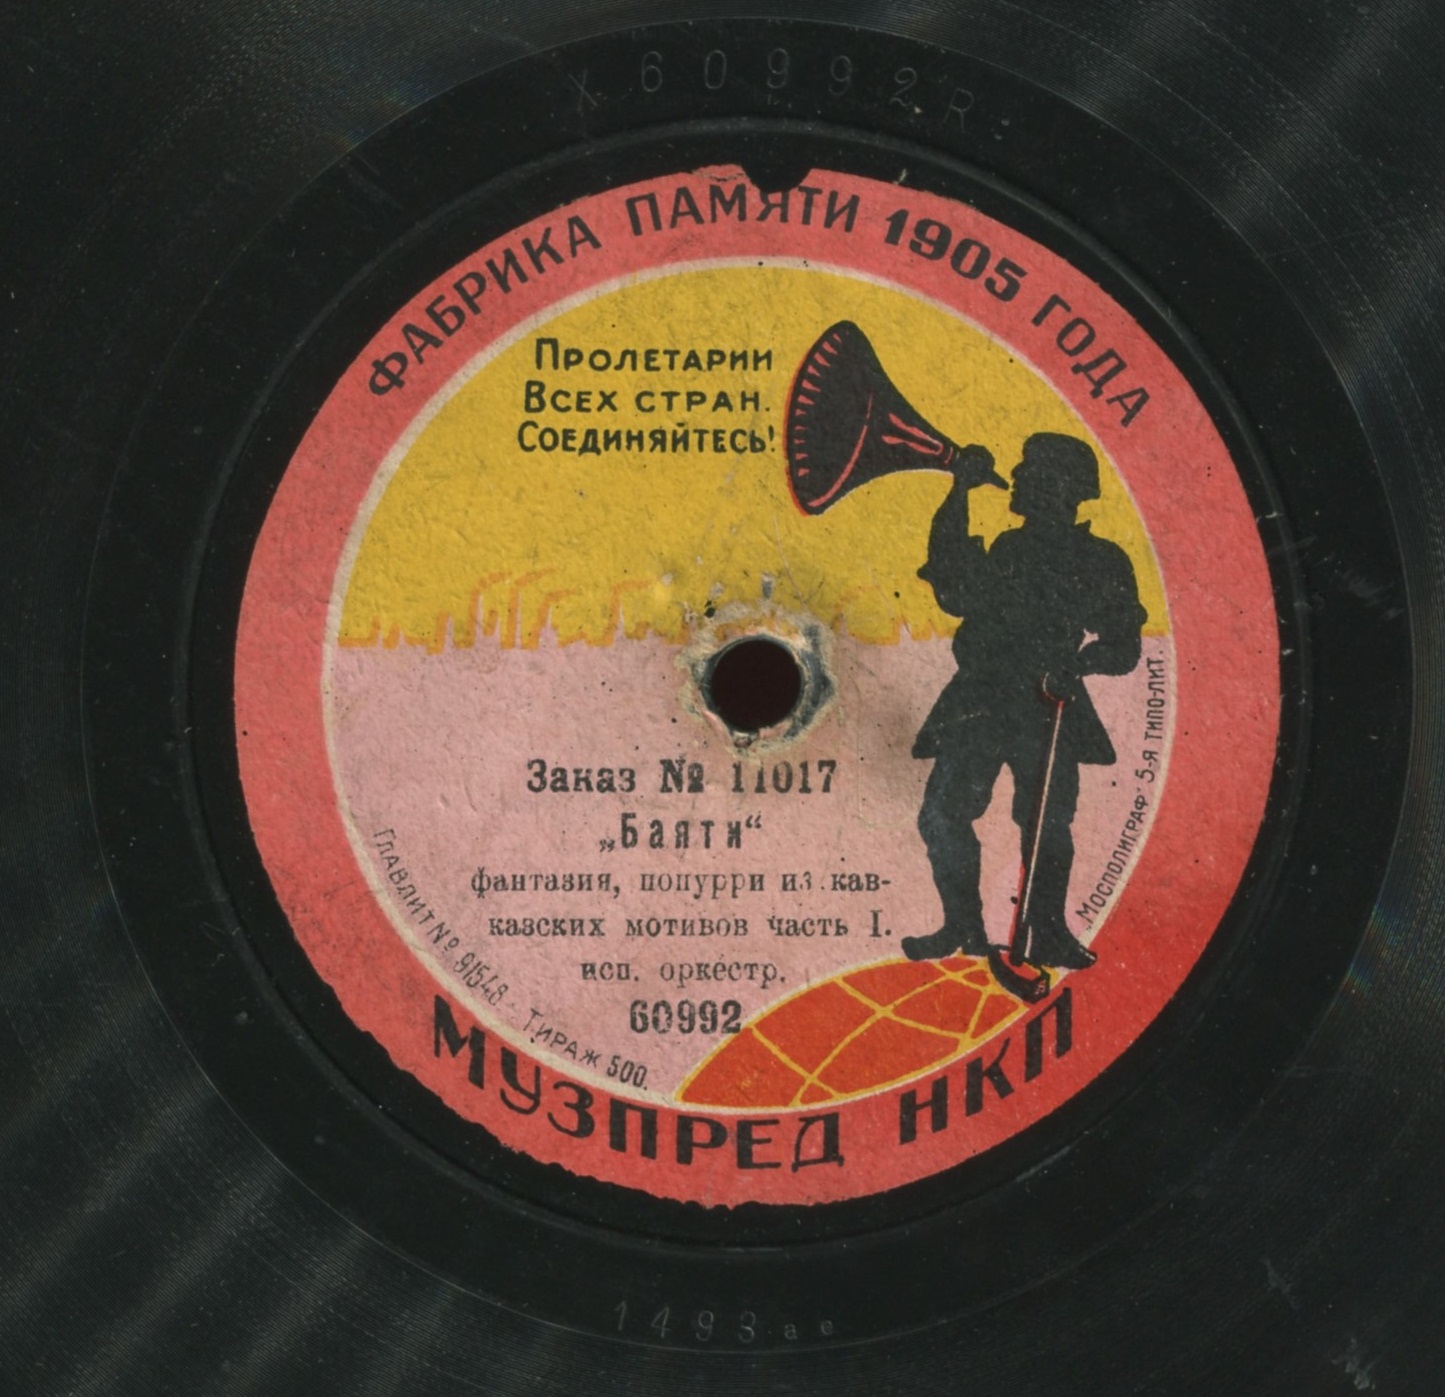 X 60992 R
ФАБРИКА ПАМЯТИ 1905 ГОДА
ПРОЛЕТАРИИ
ВСЕХ СТРАН.
СОЕДИНЯЙТЕСЬ!
Заказ № 11017
„Баяти“
фантазия, попурри из кав-
казских мотивов часть I.
исп. оркестр.
60992
ГЛАВЛИТ № 91548 - ТИРАЖ 500.
„МОСПОЛИГРАФ“ 5-Я ТИПО-ЛИТ.
МУЗПРЕД НКП
1493 ae